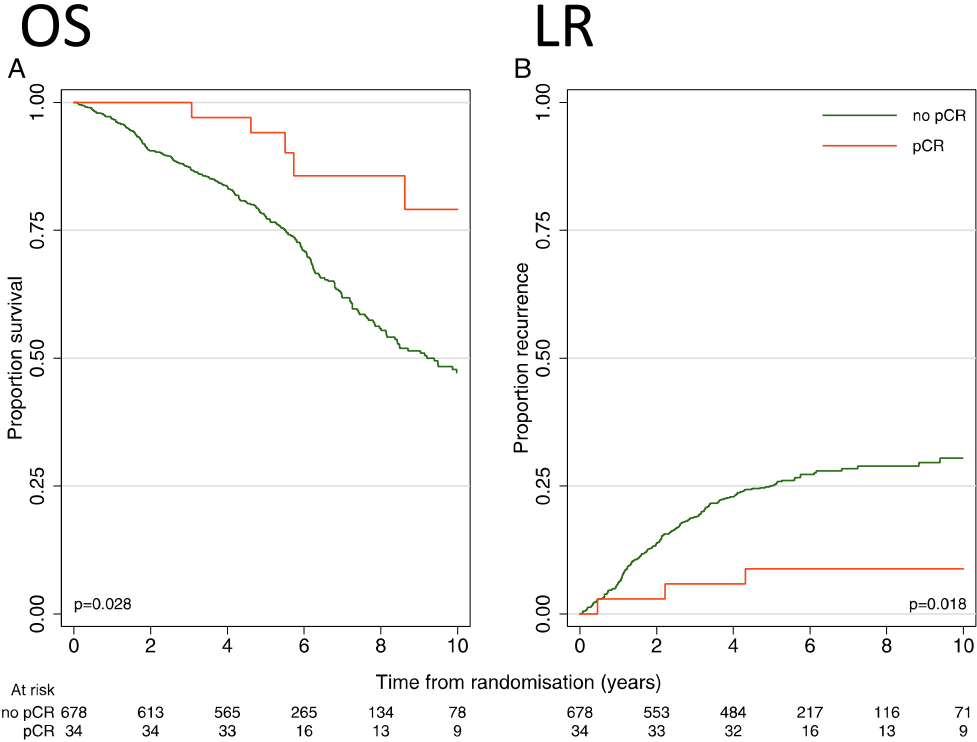 OS LR
A B
1.00
0.75
0.50
0.25
0.00
Proportion survival
p=0.028
0 2 4 6 8 10
1.00
0.75
0.50
0.25
0.00
Proportion recurrence
no pCR
pCR
p=0.018
0 2 4 6 8 10
Time from randomisation (years)
At risk
no pCR 678 613 565 265 134 78 678 553 484 217 116 71
pCR 34 34 33 16 13 9 34 33 32 16 13 9